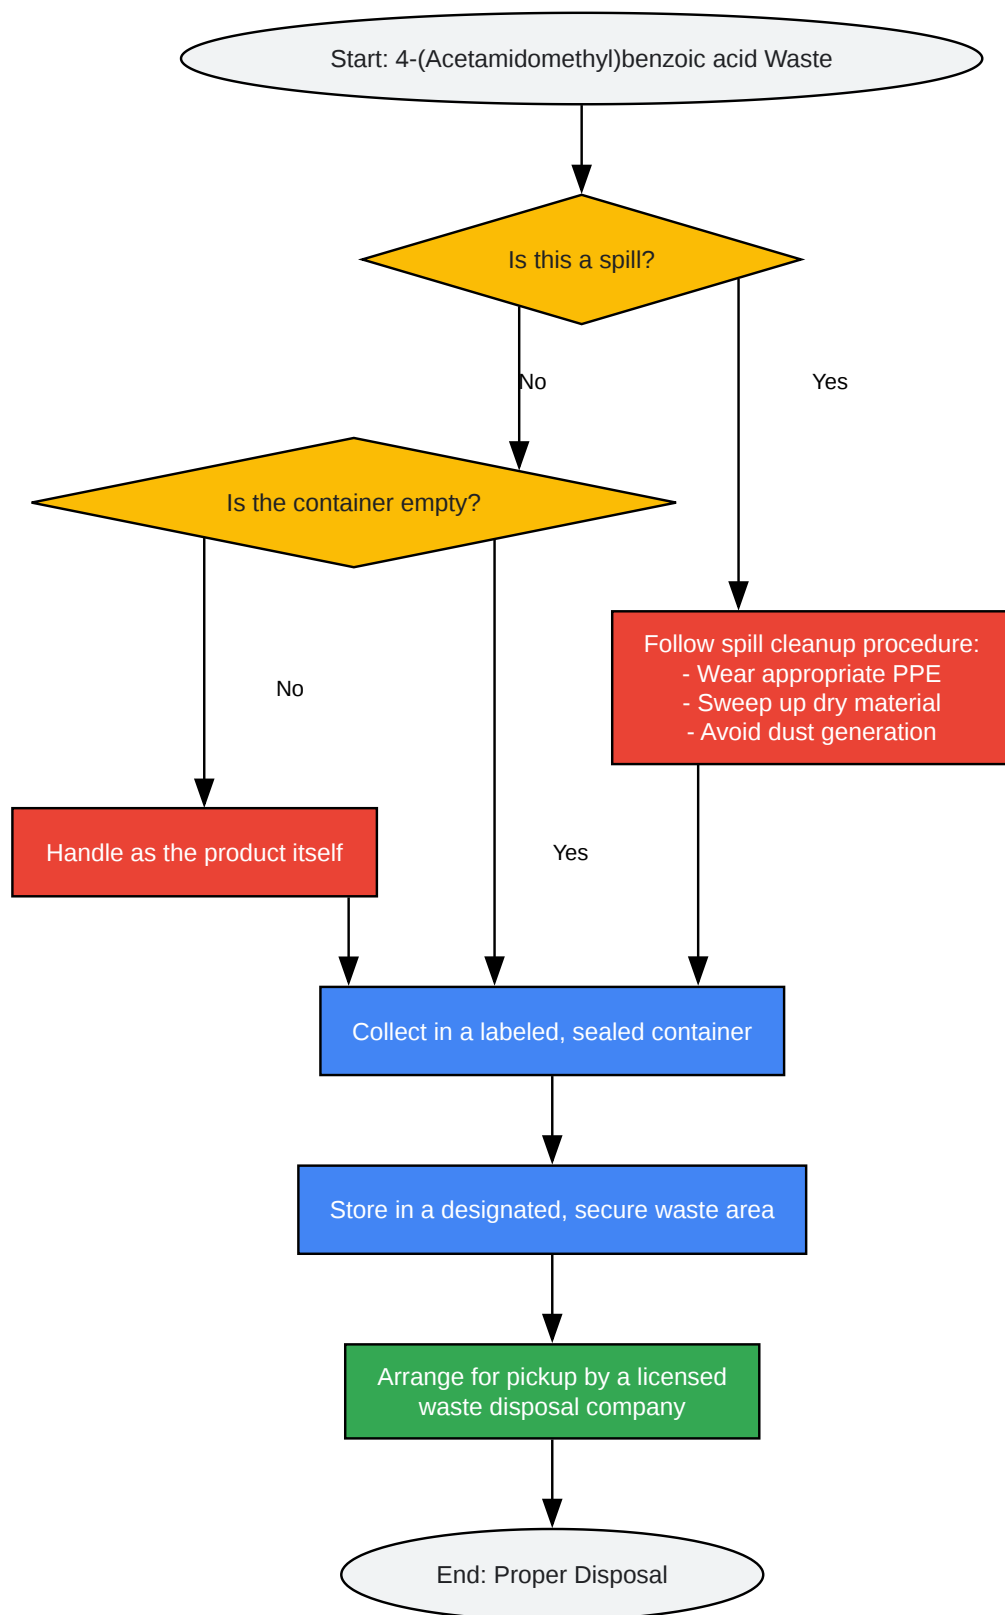 Start: 4-(Acetamidomethyl)benzoic acid Waste
Is this a spill?
No
Yes
Is the container empty?
Follow spill cleanup procedure:
- Wear appropriate PPE
- Sweep up dry material
- Avoid dust generation
No
Handle as the product itself
Yes
Collect in a labeled, sealed container
Store in a designated, secure waste area
Arrange for pickup by a licensed
waste disposal company
End: Proper Disposal